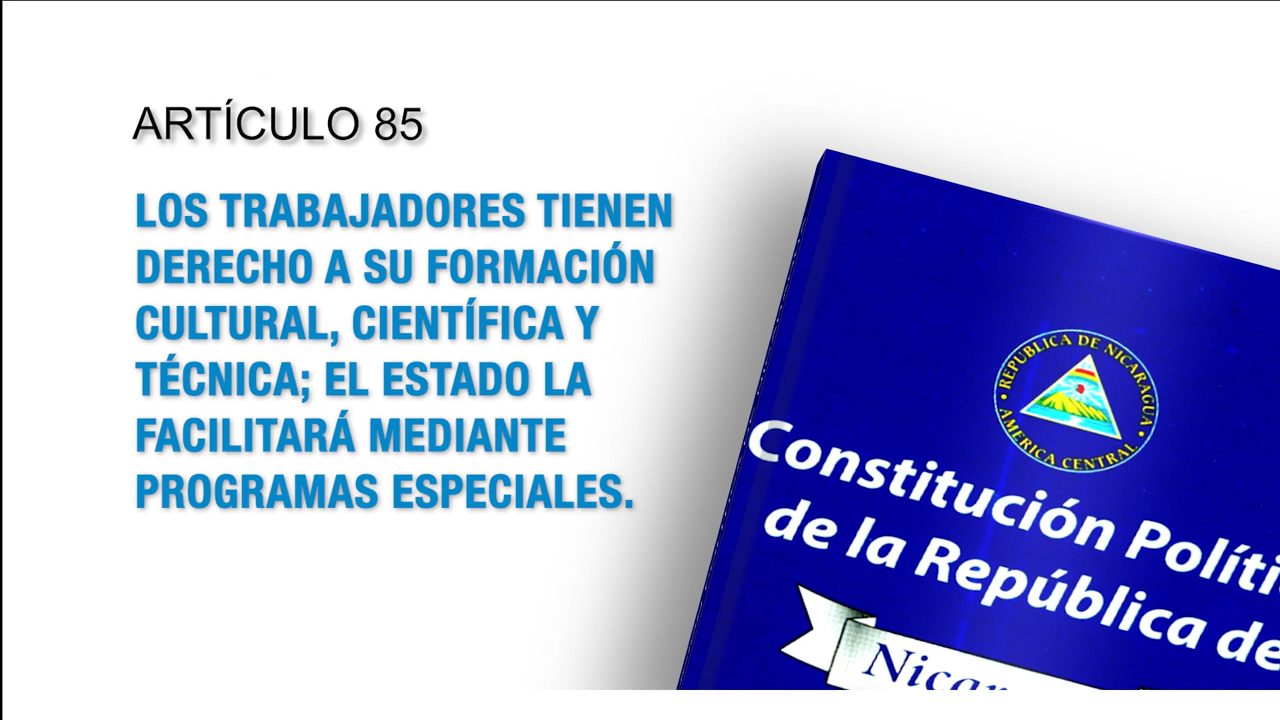 ARTÍCULO 85
LOS TRABAJADORES TIENEN
DERECHO A SU FORMACIÓN
CULTURAL, CIENTÍFICA Y
TÉCNICA; EL ESTADO LA
FACILITARÁ MEDIANTE
PROGRAMAS ESPECIALES.
REPÚBLICA DE NICARAGUA
AMERICA CENTRAL
Constitución Políti
de la República de
Nicar